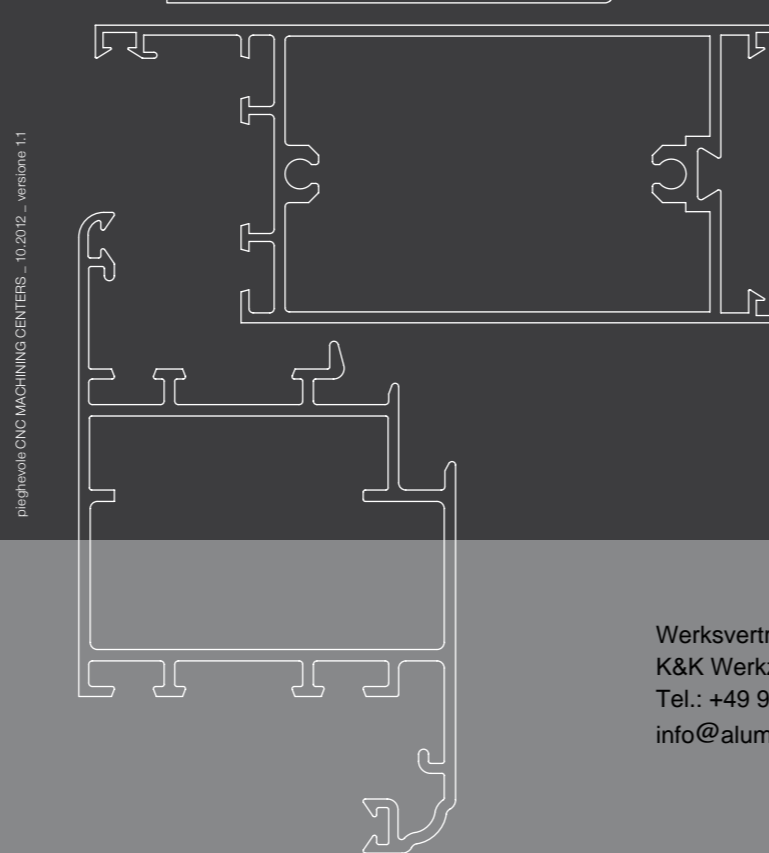 pieghevole CNC MACHINING CENTERS _ 10.2012 _ versione 1.1
Werksvertr
K&K Werkz
Tel.: +49 9
info@alum